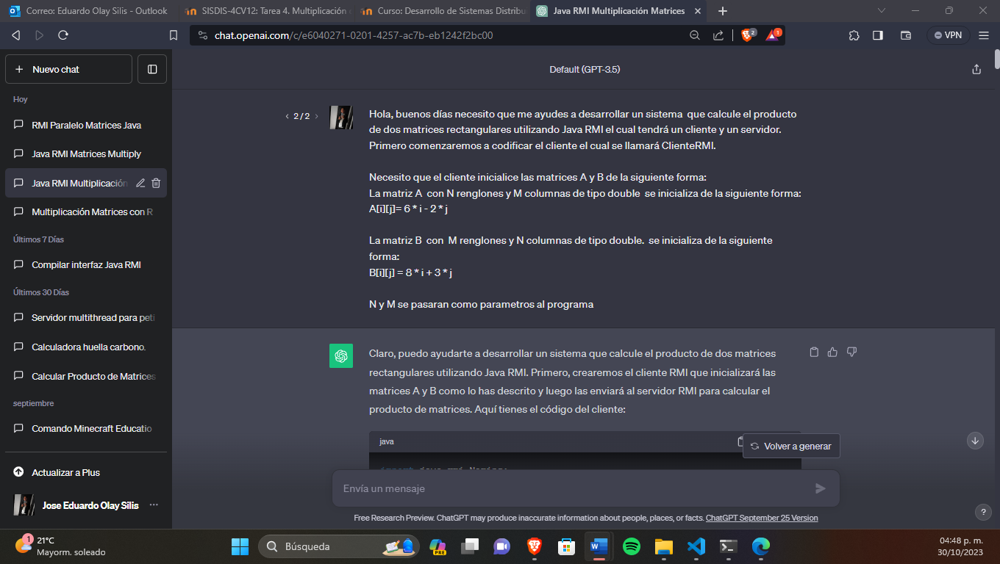 Correo: Eduardo Olay Silis - Outlook
SISDIS-4CV12: Tarea 4. Multiplicación
Curso: Desarrollo de Sistemas Distribu
Java RMI Multiplicación Matrices
chat.openai.com/c/e6040271-0201-4257-ac7b-eb1242f2bc00
2
1
VPN
Nuevo chat
Default (GPT-3.5)
Hoy
RMI Paralelo Matrices Java
Java RMI Matrices Multiply
Java RMI Multiplicación
Multiplicación Matrices con R
Últimos 7 Días
Compilar interfaz Java RMI
Últimos 30 Días
Servidor multithread para peti
Calculadora huella carbono.
Calcular Producto de Matrices
septiembre
Comando Minecraft Educatio
Actualizar a Plus
Jose Eduardo Olay Silis
2 / 2
Hola, buenos días necesito que me ayudes a desarrollar un sistema que calcule el producto
de dos matrices rectangulares utilizando Java RMI el cual tendrá un cliente y un servidor.
Primero comenzaremos a codificar el cliente el cual se llamará ClienteRMI.
Necesito que el cliente inicialice las matrices A y B de la siguiente forma:
La matriz A con N renglones y M columnas de tipo double se inicializa de la siguiente forma:
A[i][j]= 6 * i - 2 * j
La matriz B con M renglones y N columnas de tipo double. se inicializa de la siguiente
forma:
B[i][j] = 8 * i + 3 * j
N y M se pasaran como parametros al programa
Claro, puedo ayudarte a desarrollar un sistema que calcule el producto de dos matrices
rectangulares utilizando Java RMI. Primero, crearemos el cliente RMI que inicializará las
matrices A y B como lo has descrito y luego las enviará al servidor RMI para calcular el
producto de matrices. Aquí tienes el código del cliente:
java
Volver a generar
Envía un mensaje
Free Research Preview. ChatGPT may produce inaccurate information about people, places, or facts. ChatGPT September 25 Version
?
1
21°C
Mayorm. soleado
Búsqueda
PRE
04:48 p. m.
30/10/2023